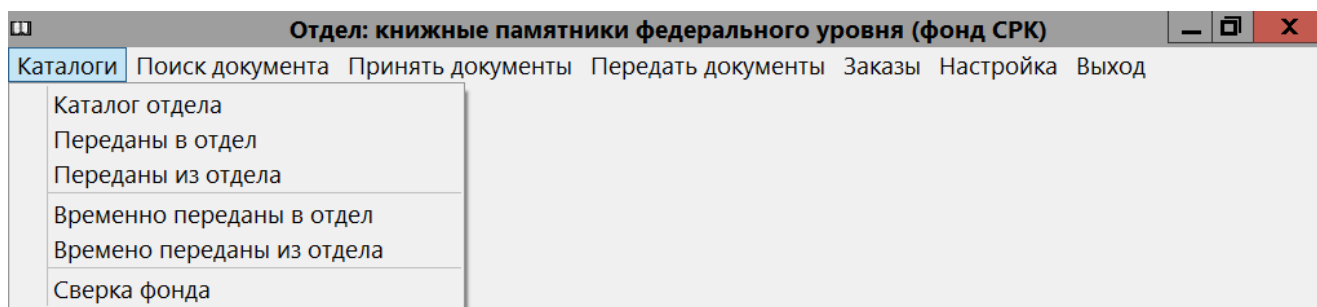 Отдел: книжные памятники федерального уровня (фонд СРК)
Каталоги Поиск документа Принять документы Передать документы Заказы Настройка Выход
Каталог отдела
Переданы в отдел
Переданы из отдела
Временно переданы в отдел
Времено переданы из отдела
Сверка фонда